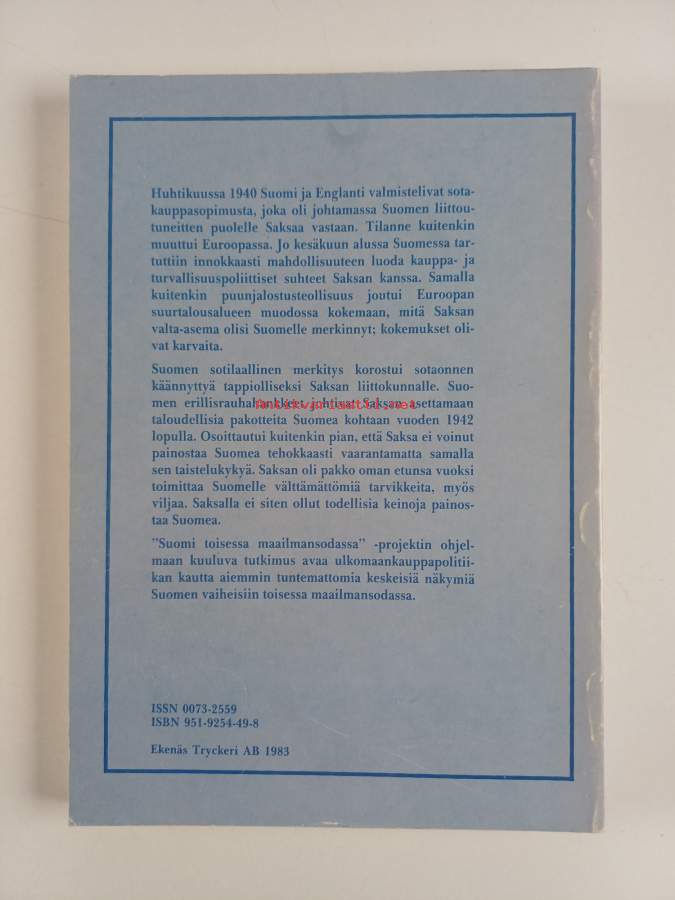 Huhtikuussa 1940 Suomi ja Englanti valmistelivat sota-
kauppasopimusta, joka oli johtamassa Suomen liittou-
tuneitten puolelle Saksaa vastaan. Tilanne kuitenkin
muuttui Euroopassa. Jo kesäkuun alussa Suomessa tar-
tuttiin innokkaasti mahdollisuuteen luoda kauppa- ja
turvallisuuspoliittiset suhteet Saksan kanssa. Samalla
kuitenkin puunjalostusteollisuus joutui Euroopan
suurtalousalueen muodossa kokemaan, mitä Saksan
valta-asema olisi Suomelle merkinnyt; kokemukset oli-
vat karvaita.
Suomen sotilaallinen merkitys korostui sotaonnen
käännyttyä tappiolliseksi Saksan liittokunnalle. Suo-
men erillisrauhahankkeet johtivat Saksan asettamaan
Antikvariaatti.net
taloudellisia pakotteita Suomea kohtaan vuoden 1942
lopulla. Osoittautui kuitenkin pian, että Saksa ei voinut
painostaa Suomea tehokkaasti vaarantamatta samalla
sen taistelukykyä. Saksan oli pakko oman etunsa vuoksi
toimittaa Suomelle välttämättömiä tarvikkeita, myös
viljaa. Saksalla ei siten ollut todellisia keinoja painos-
taa Suomea.
"Suomi toisessa maailmansodassa" -projektin ohjel-
maan kuuluva tutkimus avaa ulkomaankauppapolitii-
kan kautta aiemmin tuntemattomia keskeisiä näkymiä
Suomen vaiheisiin toisessa maailmansodassa.
ISSN 0073-2559
ISBN 951-9254-49-8
Ekenäs Tryckeri AB 1983